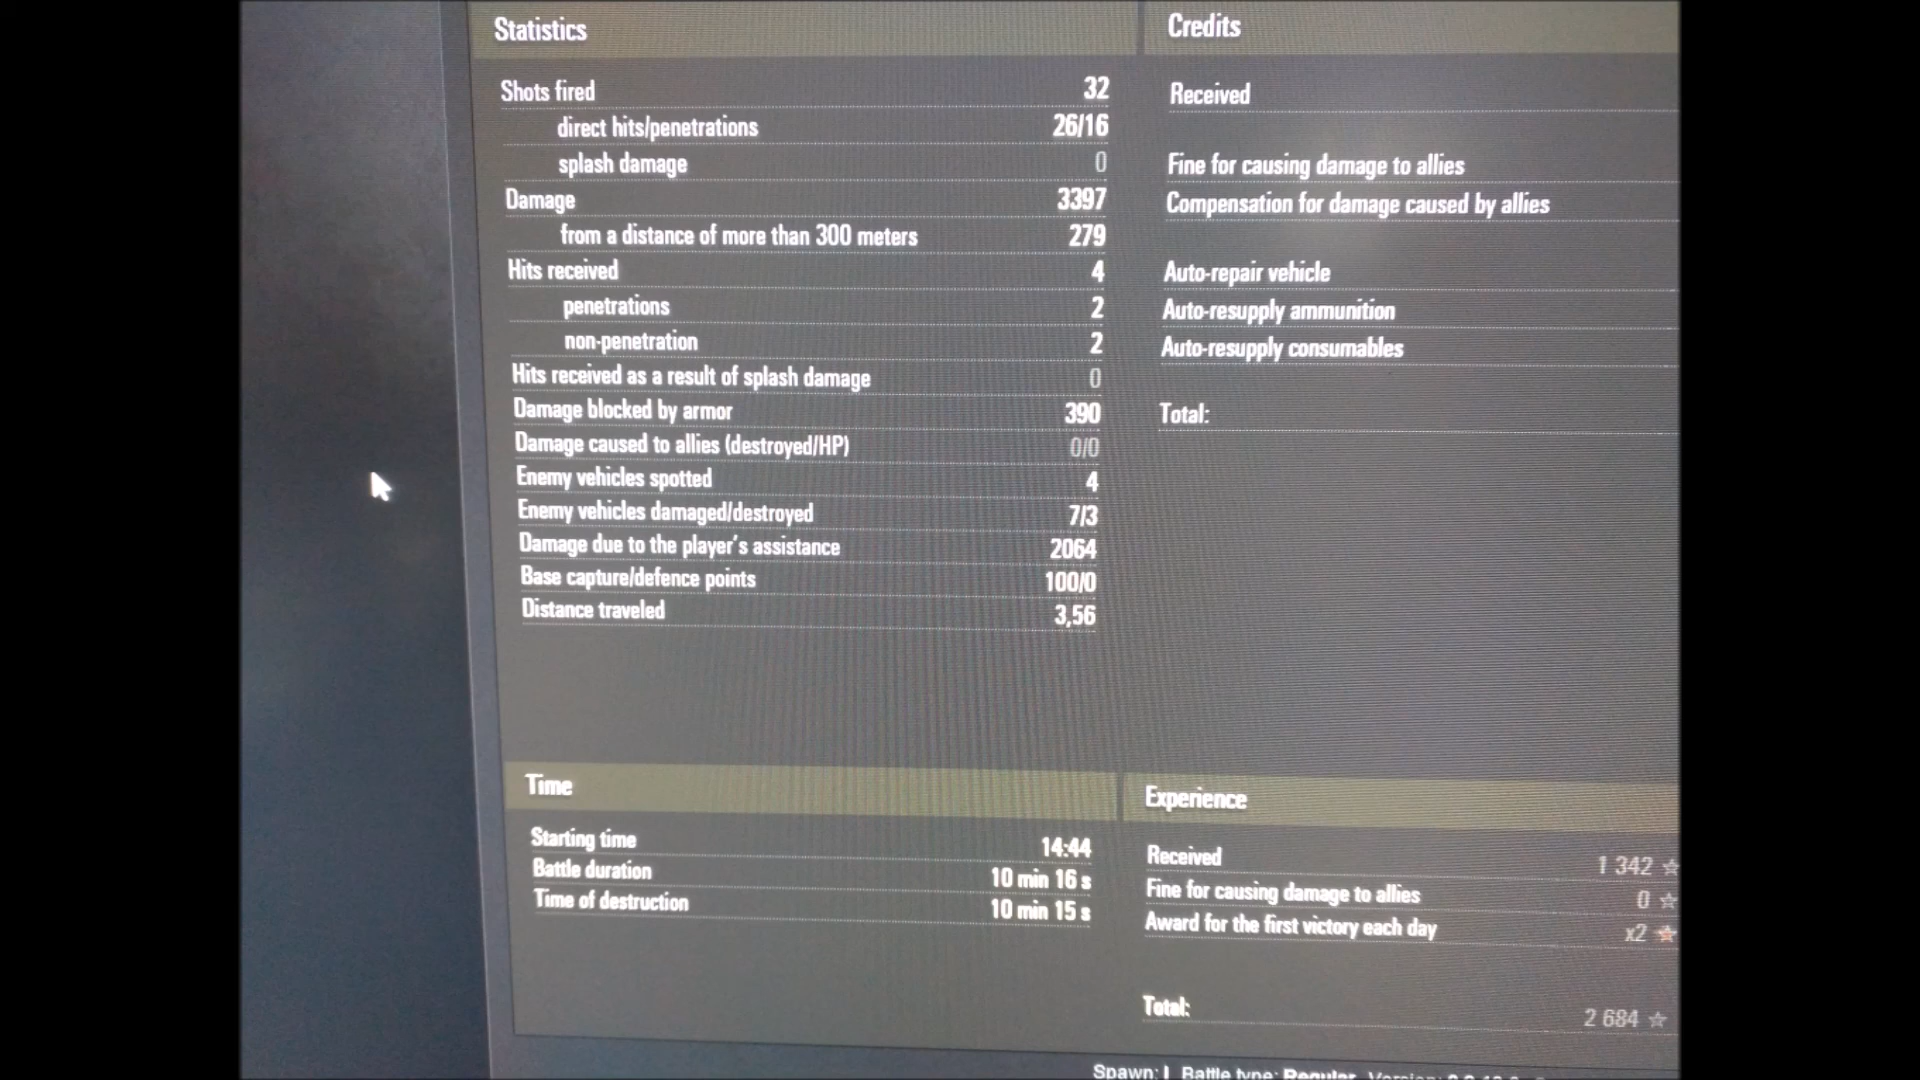 Statistics
Shots fired 32
direct hits/penetrations 26/16
splash damage 0
Damage 3397
from a distance of more than 300 meters 279
Hits received 4
penetrations 2
non-penetration 2
Hits received as a result of splash damage 0
Damage blocked by armor 390
Damage caused to allies (destroyed/HP) 0/0
Enemy vehicles spotted 4
Enemy vehicles damaged/destroyed 7/3
Damage due to the player's assistance 2064
Base capture/defence points 100/0
Distance traveled 3,56
Credits
Received
Fine for causing damage to allies
Compensation for damage caused by allies
Auto-repair vehicle
Auto-resupply ammunition
Auto-resupply consumables
Total:
Time
Starting time 14:44
Battle duration 10 min 16 s
Time of destruction 10 min 15 s
Experience
Received 1 342
Fine for causing damage to allies 0
Award for the first victory each day x2
Total: 2 684
Spawn: I Battle type: Regular Version: